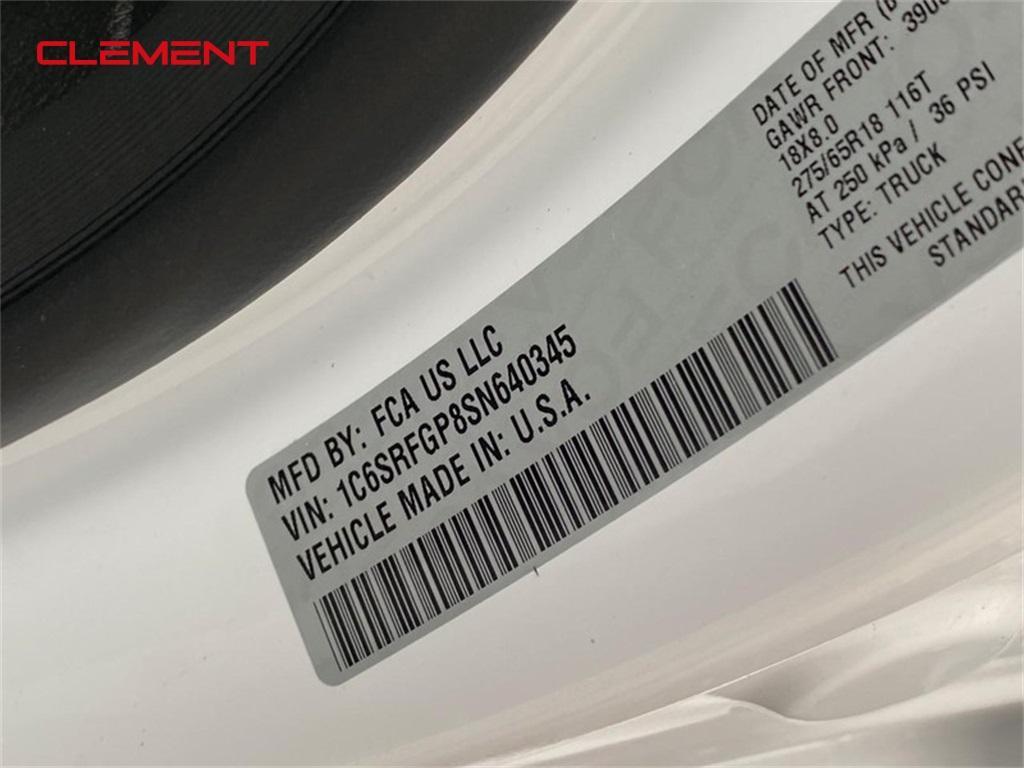 CLEMENT
MFD BY: FCA US LLC
VIN: 1C6SRFGP8SN640345
VEHICLE MADE IN: U.S.A.
DATE OF MFR
GAWR FRONT:
18X8.0
275/65R18 116T
AT 250 kPa / 36 PSI
TYPE: TRUCK
THIS VEHICLE